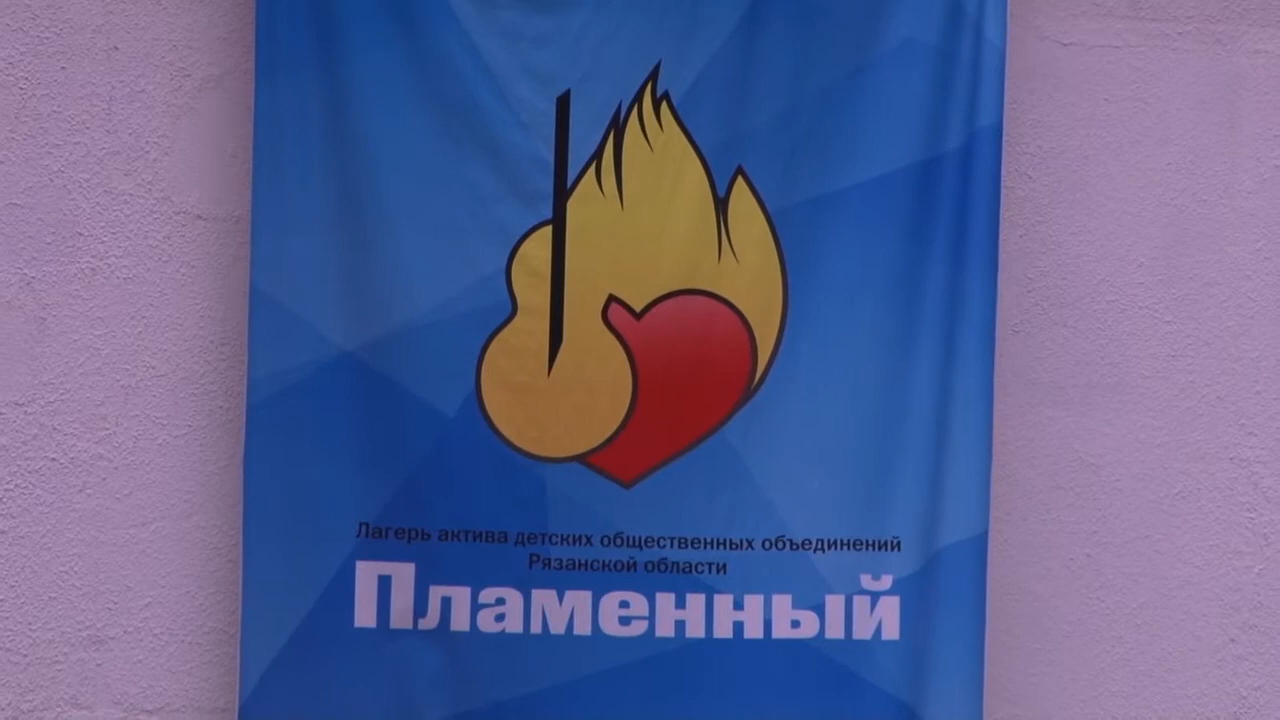 Лагерь актива детских общественных объединений
Рязанской области
Пламенный